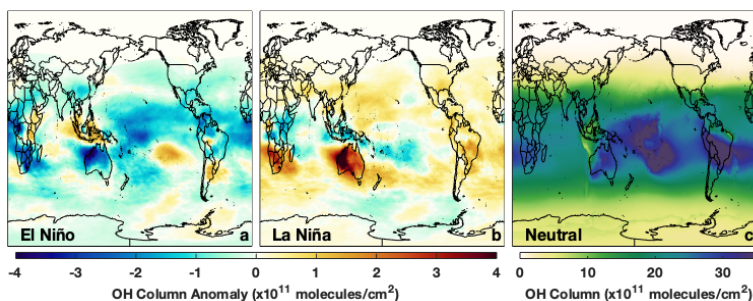 El Niño a La Niña b Neutral c
-4 -3 -2 -1 0 1 2 3 4 0 10 20 30
OH Column Anomaly (x10¹¹ molecules/cm²) OH Column (x10¹¹ molecules/cm²)